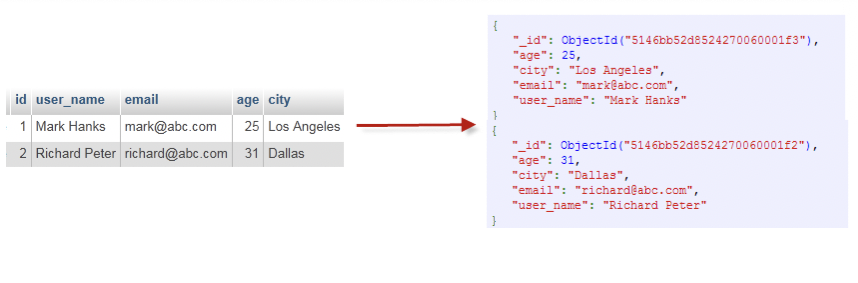 id user_name email age city
1 Mark Hanks mark@abc.com 25 Los Angeles
2 Richard Peter richard@abc.com 31 Dallas
{
"_id": ObjectId("5146bb52d8524270060001f3"),
"age": 25,
"city": "Los Angeles",
"email": "mark@abc.com",
"user_name": "Mark Hanks"
}
{
"_id": ObjectId("5146bb52d8524270060001f2"),
"age": 31,
"city": "Dallas",
"email": "richard@abc.com",
"user_name": "Richard Peter"
}